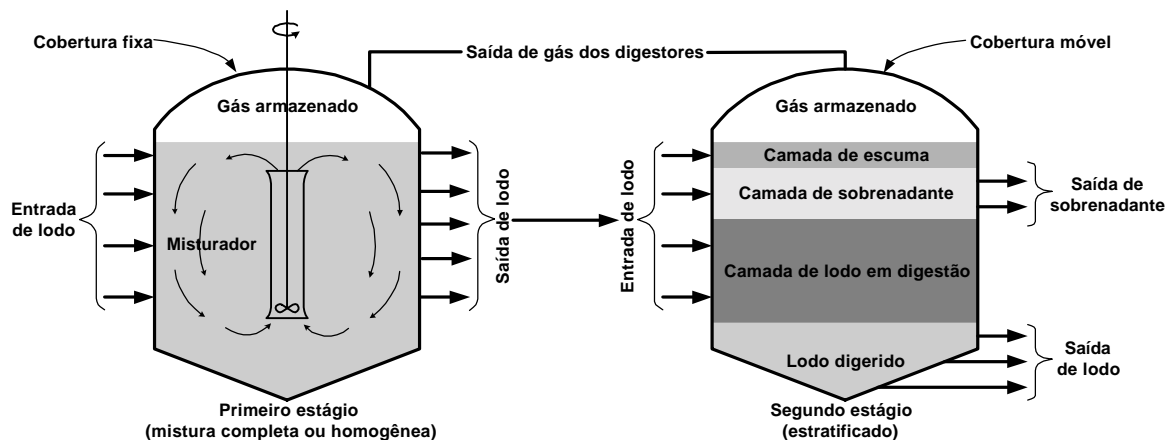 Cobertura fixa
Saída de gás dos digestores
Cobertura móvel
Gás armazenado
Entrada
de lodo
Misturador
Saída de lodo
Primeiro estágio
(mistura completa ou homogênea)
Gás armazenado
Entrada de lodo
Camada de escuma
Camada de sobrenadante
Camada de lodo em digestão
Lodo digerido
Saída de
sobrenadante
Saída
de lodo
Segundo estágio
(estratificado)